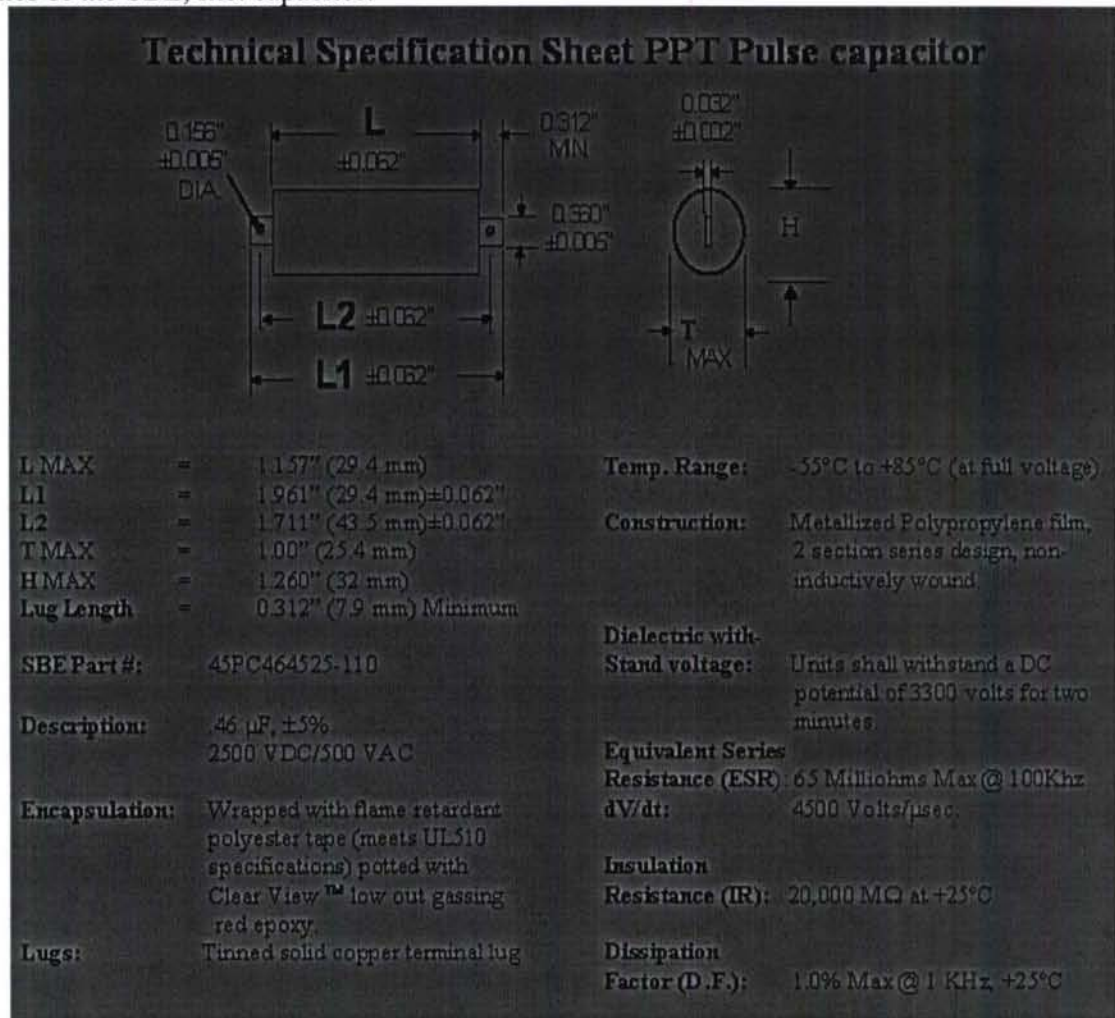 Technical Specification Sheet PPT Pulse capacitor
0.156"
±0.005"
DIA.
L
±0.062"
0.312"
MN
0.032"
±0.002"
±0.006"
H
L2 ±0.062"
L1 ±0.062"
T
MAX
L MAX = 1.157" (29.4 mm)
L1 = 1.961" (29.4 mm)±0.062"
L2 = 1.711" (43.5 mm)±0.062"
T MAX = 1.00" (25.4 mm)
H MAX = 1.260" (32 mm)
Lug Length = 0.312" (7.9 mm) Minimum
SBE Part #: 45PC464525-110
Description: .46 µF, ±5%
2500 VDC/500 VAC
Encapsulation: Wrapped with flame retardant
polyester tape (meets UL510
specifications) potted with
Clear View™ low out gassing
red epoxy.
Lugs: Tinned solid copper terminal lug
Temp. Range: -55°C to +85°C (at full voltage)
Construction: Metallized Polypropylene film,
2 section series design, non-
inductively wound.
Dielectric with-
Stand voltage: Units shall withstand a DC
potential of 3300 volts for two
minutes.
Equivalent Series
Resistance (ESR) 65 Milliohms Max @ 100Khz
dV/dt: 4500 Volts/µsec.
Insulation
Resistance (IR): 20,000 MΩ at +25°C
Dissipation
Factor (D.F.): 1.0% Max @ 1 KHz, +25°C